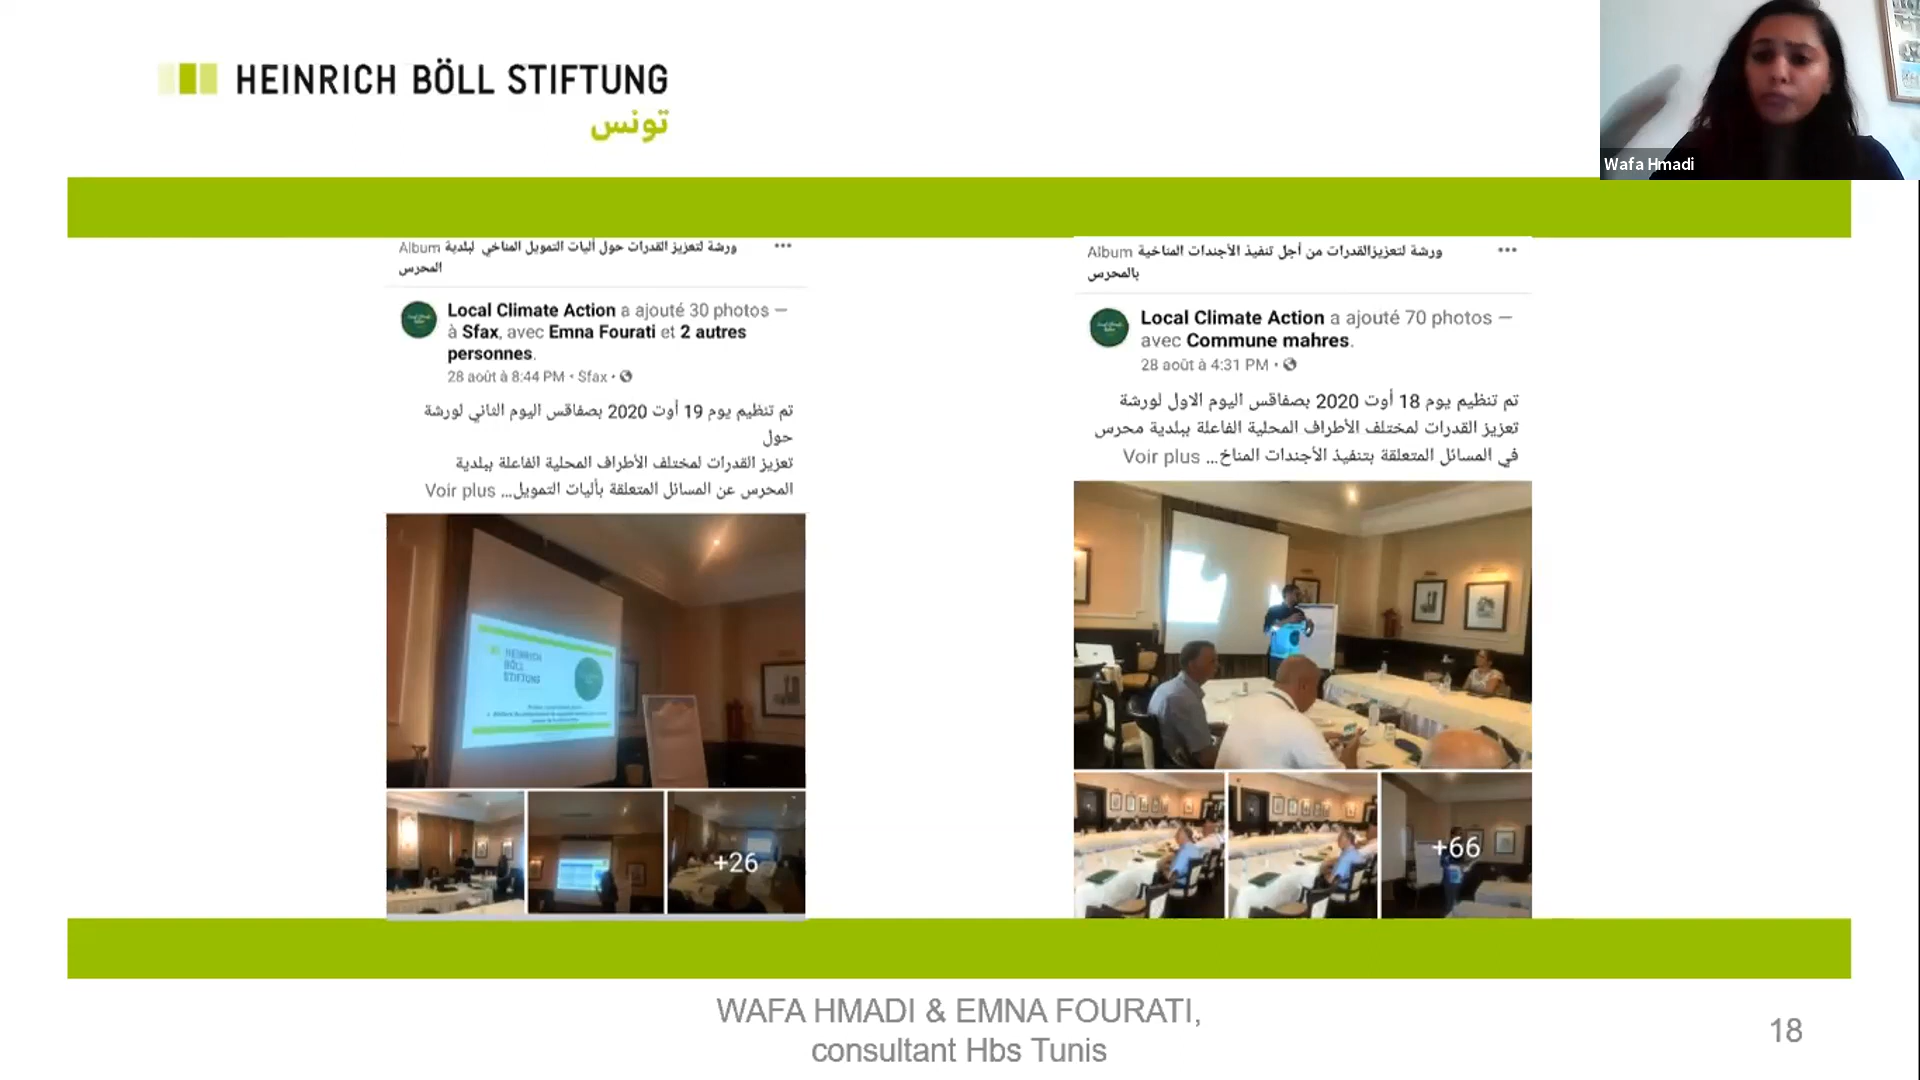 HEINRICH BÖLL STIFTUNG
تونس
Wafa Hmadi
Album ورشة لتعزيز القدرات حول أليات التمويل المناخي لبلدية
المحرس
Local Climate Action a ajouté 30 photos —
à Sfax, avec Emna Fourati et 2 autres
personnes.
28 août à 8:44 PM • Sfax •
تم تنظيم يوم 19 أوت 2020 بصفاقس اليوم الثاني لورشة
حول
تعزيز القدرات لمختلف الأطراف المحلية الفاعلة ببلدية
المحرس عن المسائل المتعلقة بأليات التمويل... Voir plus
HEINRICH
BÖLL
STIFTUNG
+26
Album ورشة لتعزيزالقدرات من أجل تنفيذ الأجندات المناخية
بالمحرس
Local Climate Action a ajouté 70 photos —
avec Commune mahres.
28 août à 4:31 PM •
تم تنظيم يوم 18 أوت 2020 بصفاقس اليوم الاول لورشة
تعزيز القدرات لمختلف الأطراف المحلية الفاعلة ببلدية محرس
في المسائل المتعلقة بتنفيذ الأجندات المناخ... Voir plus
+66
WAFA HMADI & EMNA FOURATI,
consultant Hbs Tunis
18